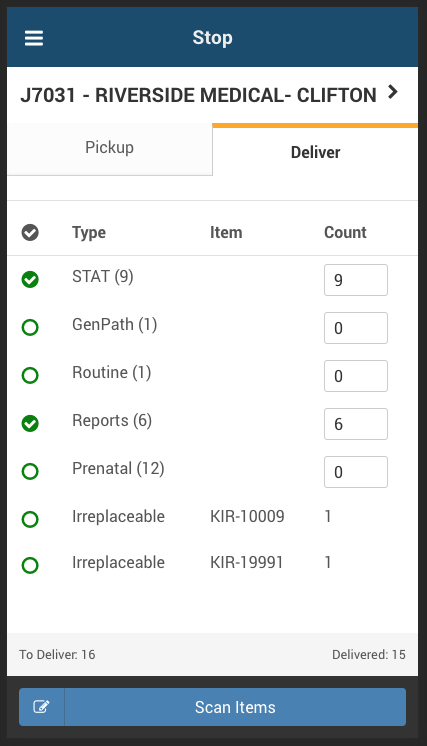 Stop
J7031 - RIVERSIDE MEDICAL- CLIFTON
Pickup
Deliver
Type Item Count
STAT (9) 9
GenPath (1) 0
Routine (1) 0
Reports (6) 6
Prenatal (12) 0
Irreplaceable KIR-10009 1
Irreplaceable KIR-19991 1
To Deliver: 16 Delivered: 15
Scan Items